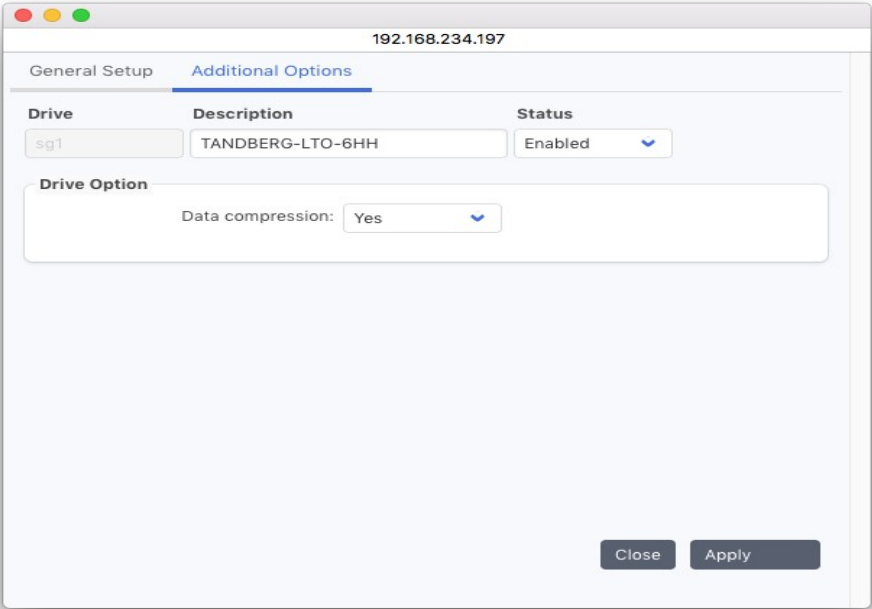 192.168.234.197
General Setup Additional Options
Drive Description Status
sg1 TANDBERG-LTO-6HH Enabled
Drive Option
Data compression: Yes
Close Apply